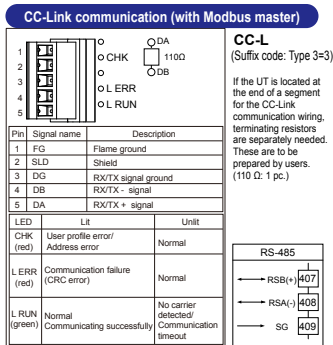 CC-Link communication (with Modbus master)
1
2
3
4
5
CHK
L ERR
L RUN
DA
110Ω
DB
CC-L
(Suffix code: Type 3=3)
If the UT is located at
the end of a segment
for the CC-Link
communication wiring,
terminating resistors
are separately needed.
These are to be
prepared by users.
(110 Ω: 1 pc.)
Pin Signal name Description
1 FG Flame ground
2 SLD Shield
3 DG RX/TX signal ground
4 DB RX/TX - signal
5 DA RX/TX + signal
LED Lit Unlit
CHK (red) User profile error/ Address error Normal
L ERR (red) Communication failure (CRC error) Normal
L RUN (green) Normal Communicating successfully No carrier detected/ Communication timeout
RS-485
RSB(+) 407
RSA(-) 408
SG 409